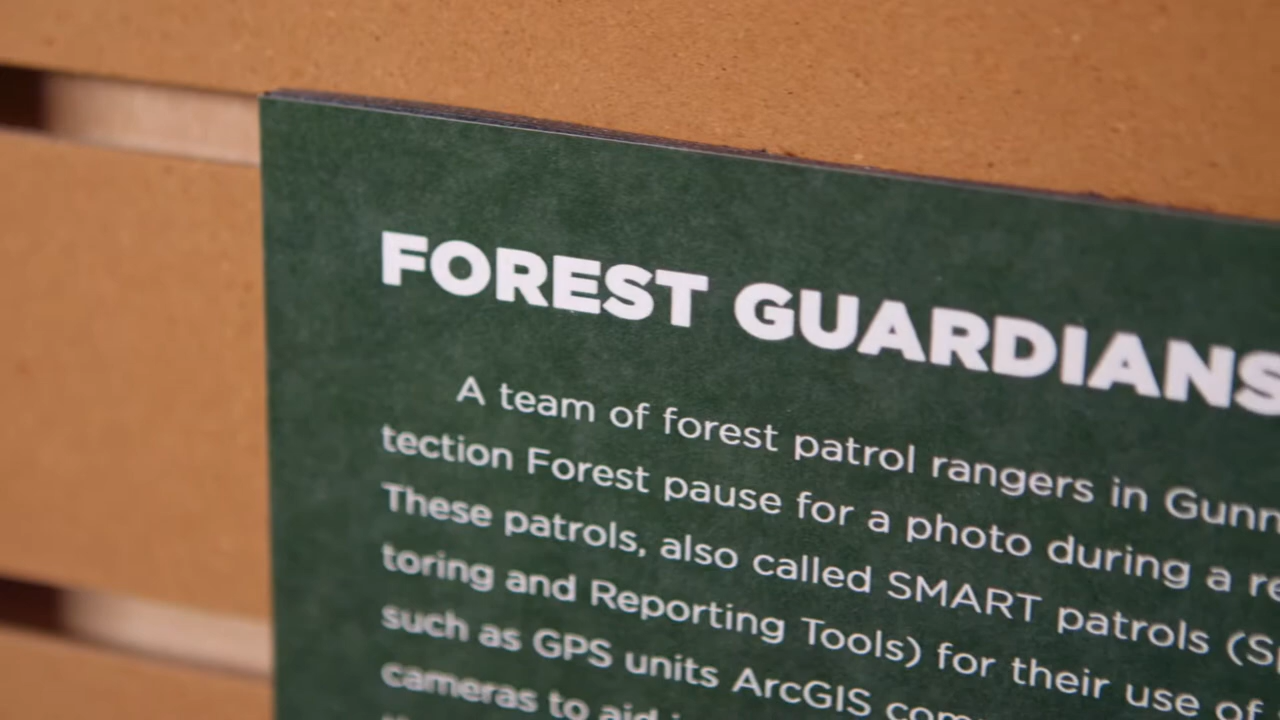 FOREST GUARDIANS
A team of forest patrol rangers in Gunn
tection Forest pause for a photo during a re
These patrols, also called SMART patrols (S
toring and Reporting Tools) for their use of
such as GPS units ArcGIS com
cameras to aid